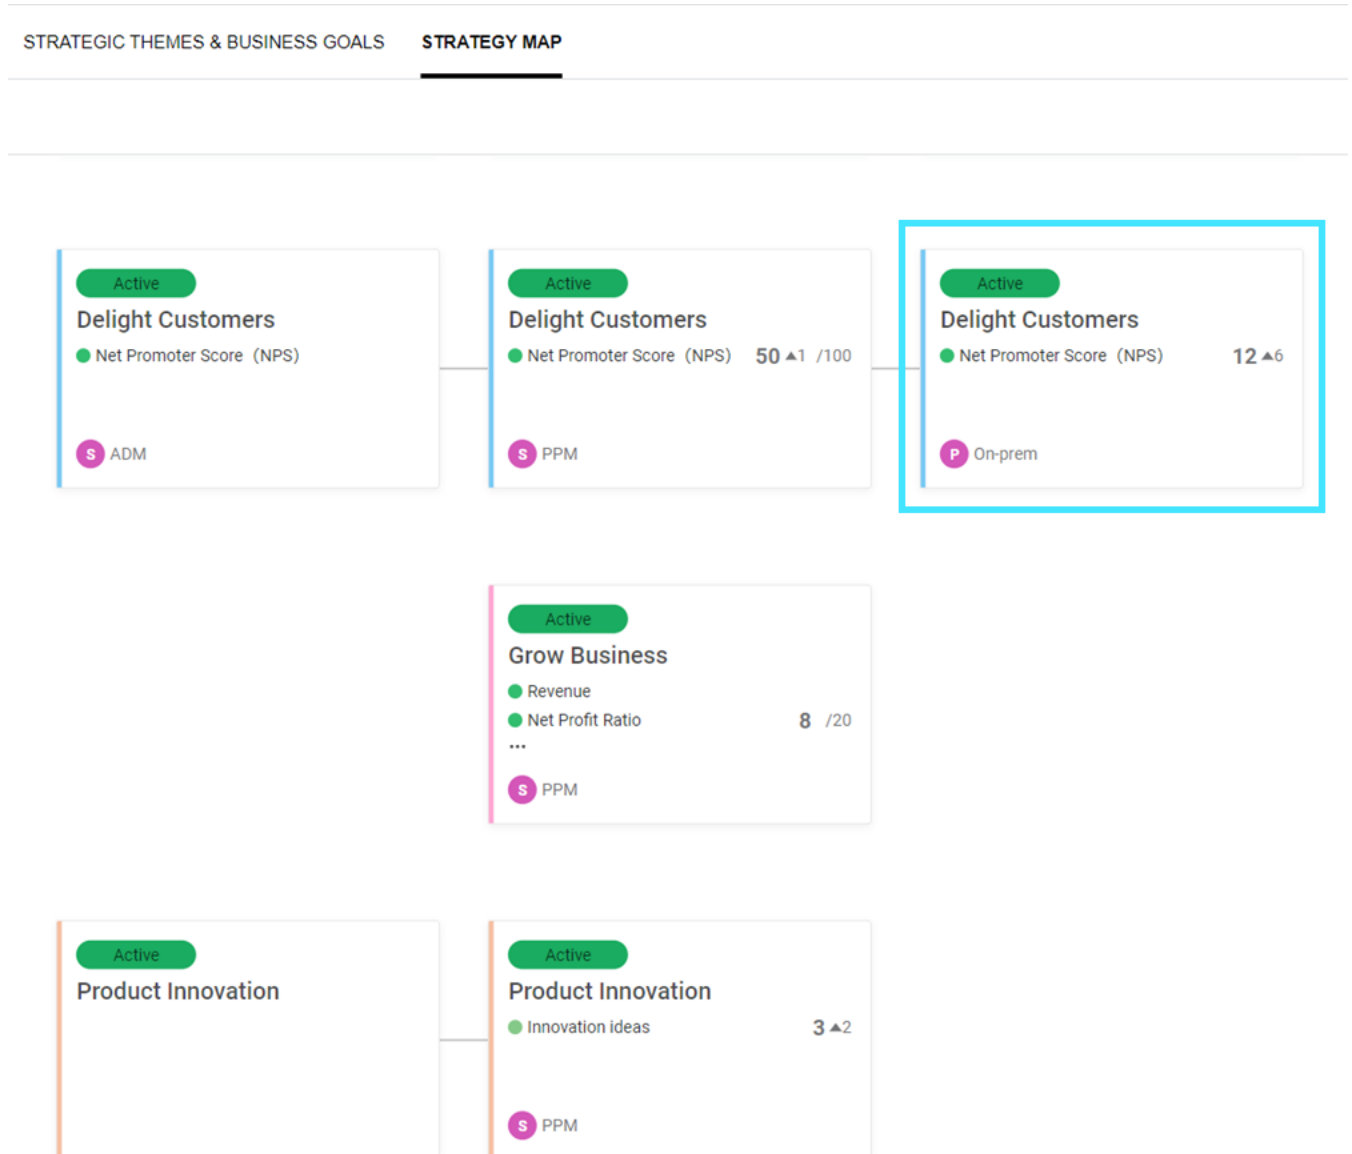 STRATEGIC THEMES & BUSINESS GOALS
STRATEGY MAP
Active
Delight Customers
Net Promoter Score (NPS)
S ADM
Active
Delight Customers
Net Promoter Score (NPS) 50 ▲1 /100
S PPM
Active
Delight Customers
Net Promoter Score (NPS) 12 ▲6
P On-prem
Active
Grow Business
Revenue
Net Profit Ratio 8 /20
...
S PPM
Active
Product Innovation
Active
Product Innovation
Innovation ideas 3 ▲2
S PPM